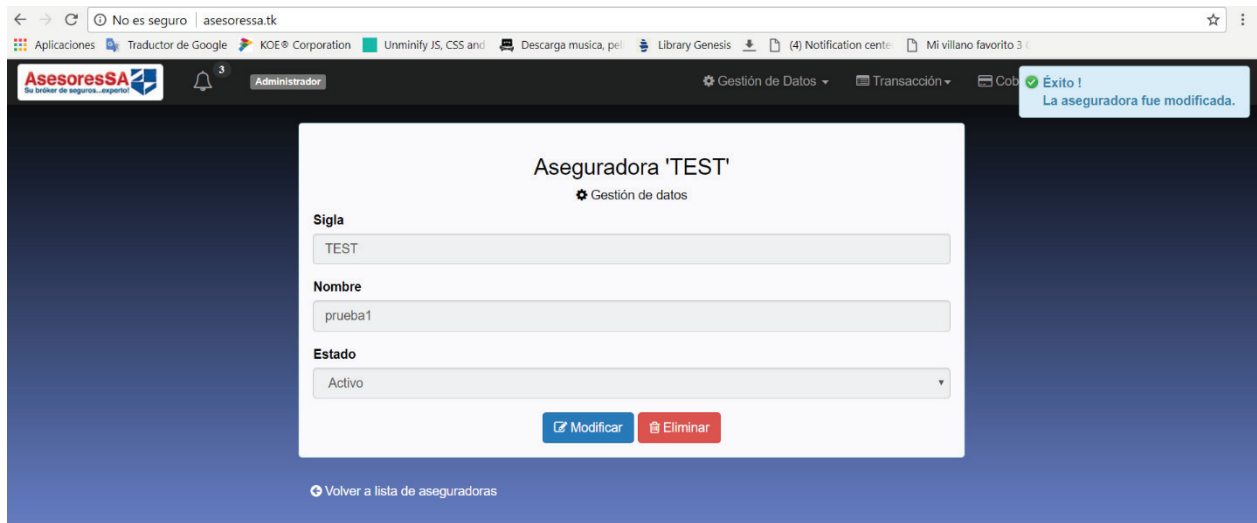 No es seguro | asesoressa.tk
Aplicaciones Traductor de Google KOE® Corporation Unminify JS, CSS and Descarga musica, pel Library Genesis (4) Notification cente Mi villano favorito 3 (
AsesoresSA 3 Administrador Gestión de Datos Transacción Cob Éxito !
Su bróker de seguros...experto! La aseguradora fue modificada.
Aseguradora 'TEST'
Gestión de datos
Sigla
TEST
Nombre
prueba1
Estado
Activo
Modificar Eliminar
Volver a lista de aseguradoras